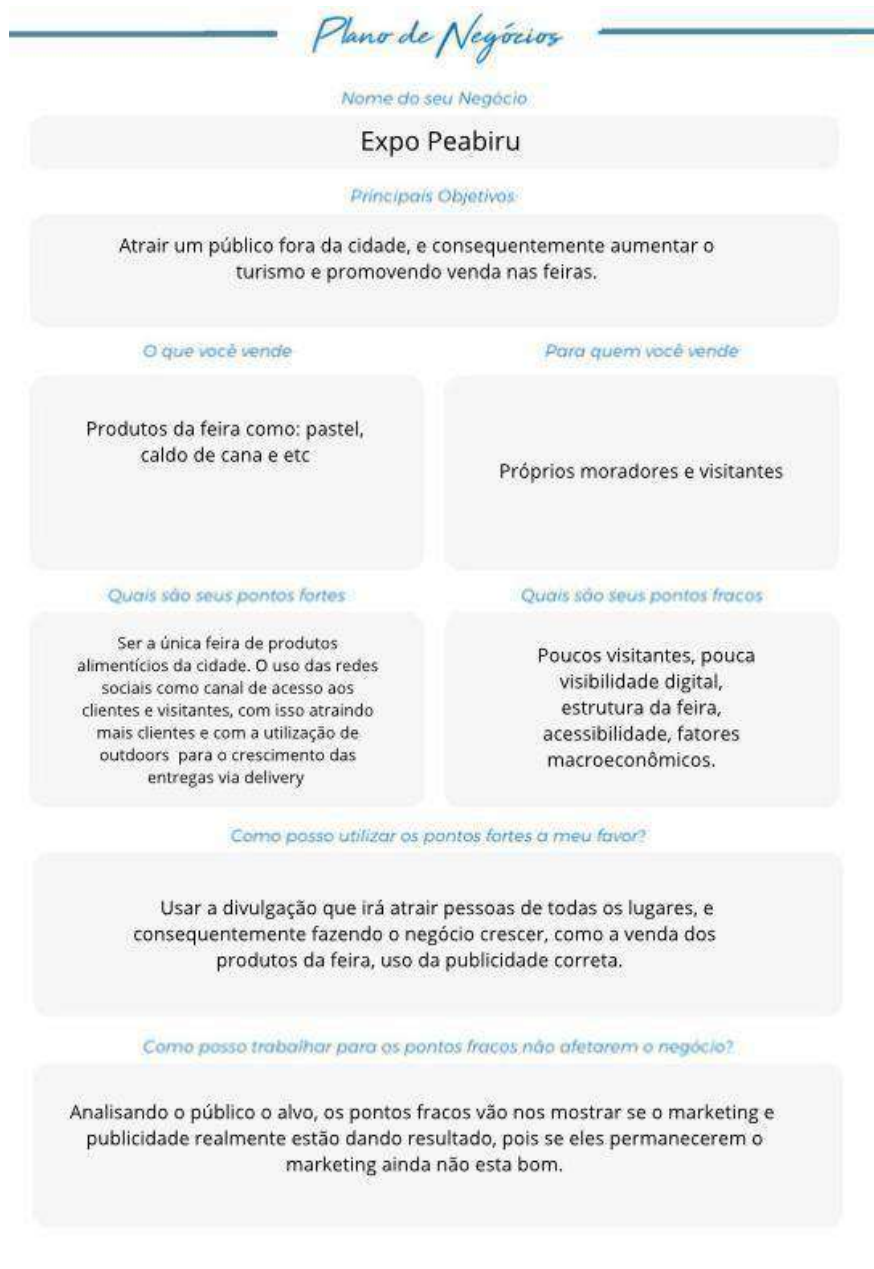 Plano de Negócios
Nome do seu Negócio
Expo Peabiru
Principais Objetivos
Atrair um público fora da cidade, e consequentemente aumentar o
turismo e promovendo venda nas feiras.
O que você vende
Produtos da feira como: pastel,
caldo de cana e etc
Para quem você vende
Próprios moradores e visitantes
Quais são seus pontos fortes
Ser a única feira de produtos
alimentícios da cidade. O uso das redes
sociais como canal de acesso aos
clientes e visitantes, com isso atraindo
mais clientes e com a utilização de
outdoors para o crescimento das
entregas via delivery
Quais são seus pontos fracos
Poucos visitantes, pouca
visibilidade digital,
estrutura da feira,
acessibilidade, fatores
macroeconômicos.
Como posso utilizar os pontos fortes a meu favor?
Usar a divulgação que irá atrair pessoas de todas os lugares, e
consequentemente fazendo o negócio crescer, como a venda dos
produtos da feira, uso da publicidade correta.
Como posso trabalhar para os pontos fracos não afetarem o negócio?
Analisando o público o alvo, os pontos fracos vão nos mostrar se o marketing e
publicidade realmente estão dando resultado, pois se eles permanecerem o
marketing ainda não esta bom.